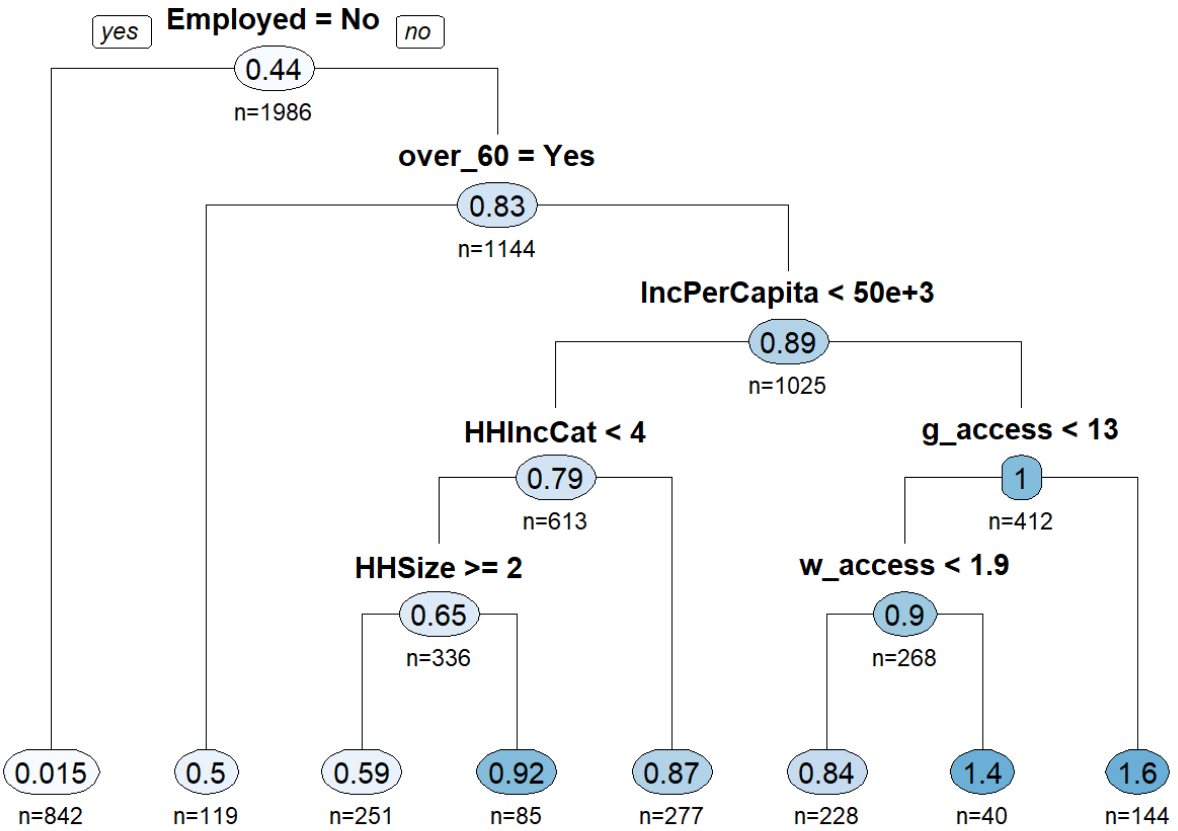 Employed = No
yes
no
0.44
n=1986
over_60 = Yes
0.83
n=1144
IncPerCapita < 50e+3
0.89
n=1025
HHIncCat < 4
g_access < 13
0.79
1
n=613
n=412
HHSize >= 2
w_access < 1.9
0.65
0.9
n=336
n=268
0.015
0.5
0.59
0.92
0.87
0.84
1.4
1.6
n=842
n=119
n=251
n=85
n=277
n=228
n=40
n=144